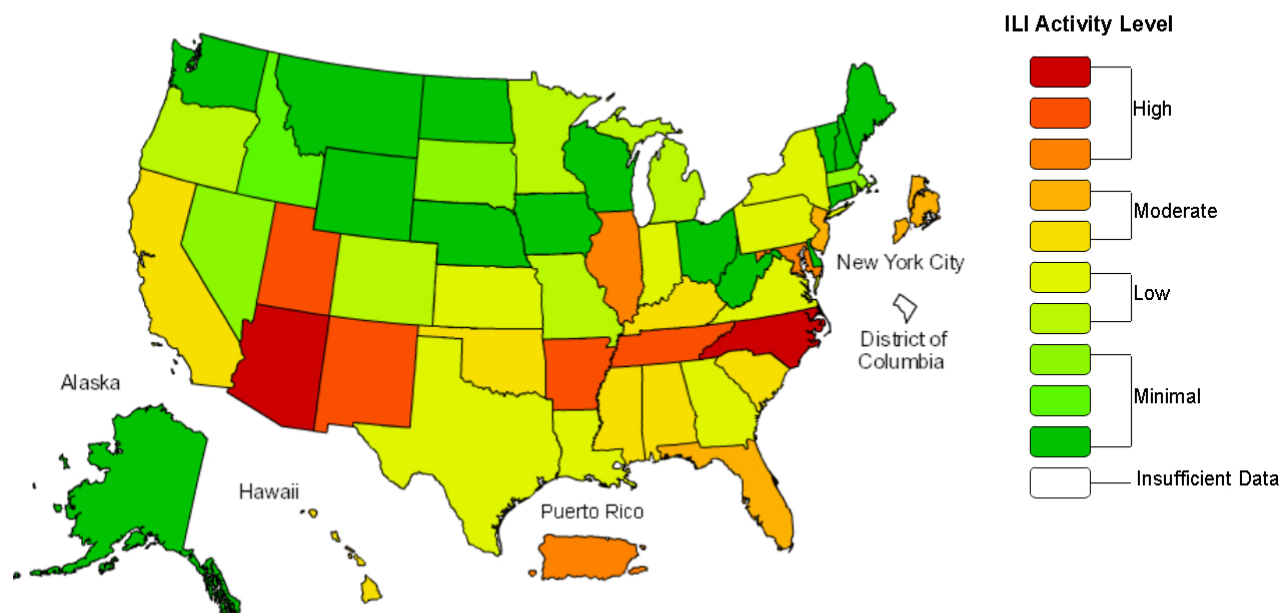 ILI Activity Level
High
Moderate
Low
Minimal
Insufficient Data
New York City
District of
Columbia
Alaska
Hawaii
Puerto Rico